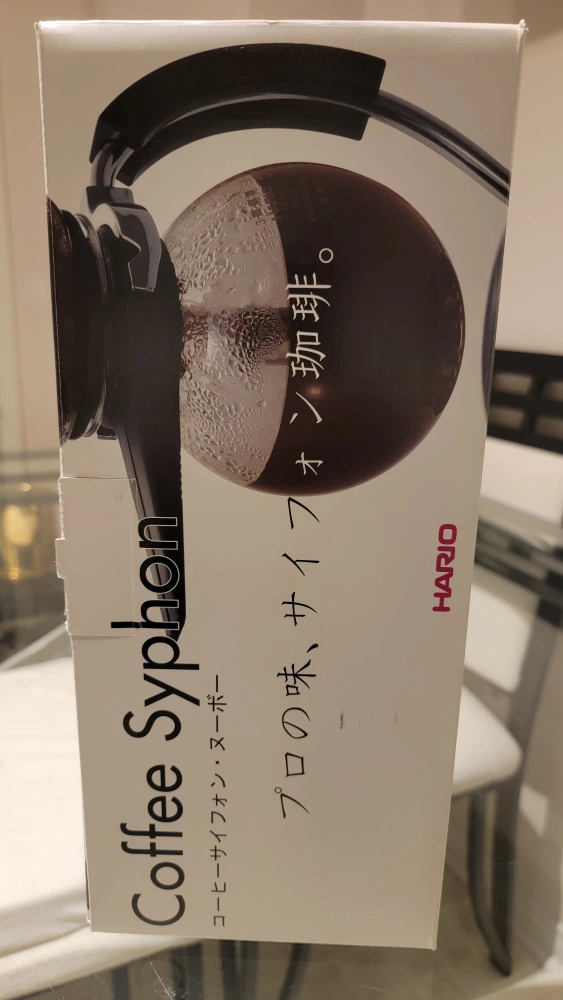 Coffee Syphon
コーヒーサイフォン・ヌーボー
プロの味、サイフォン珈琲。
HARIO